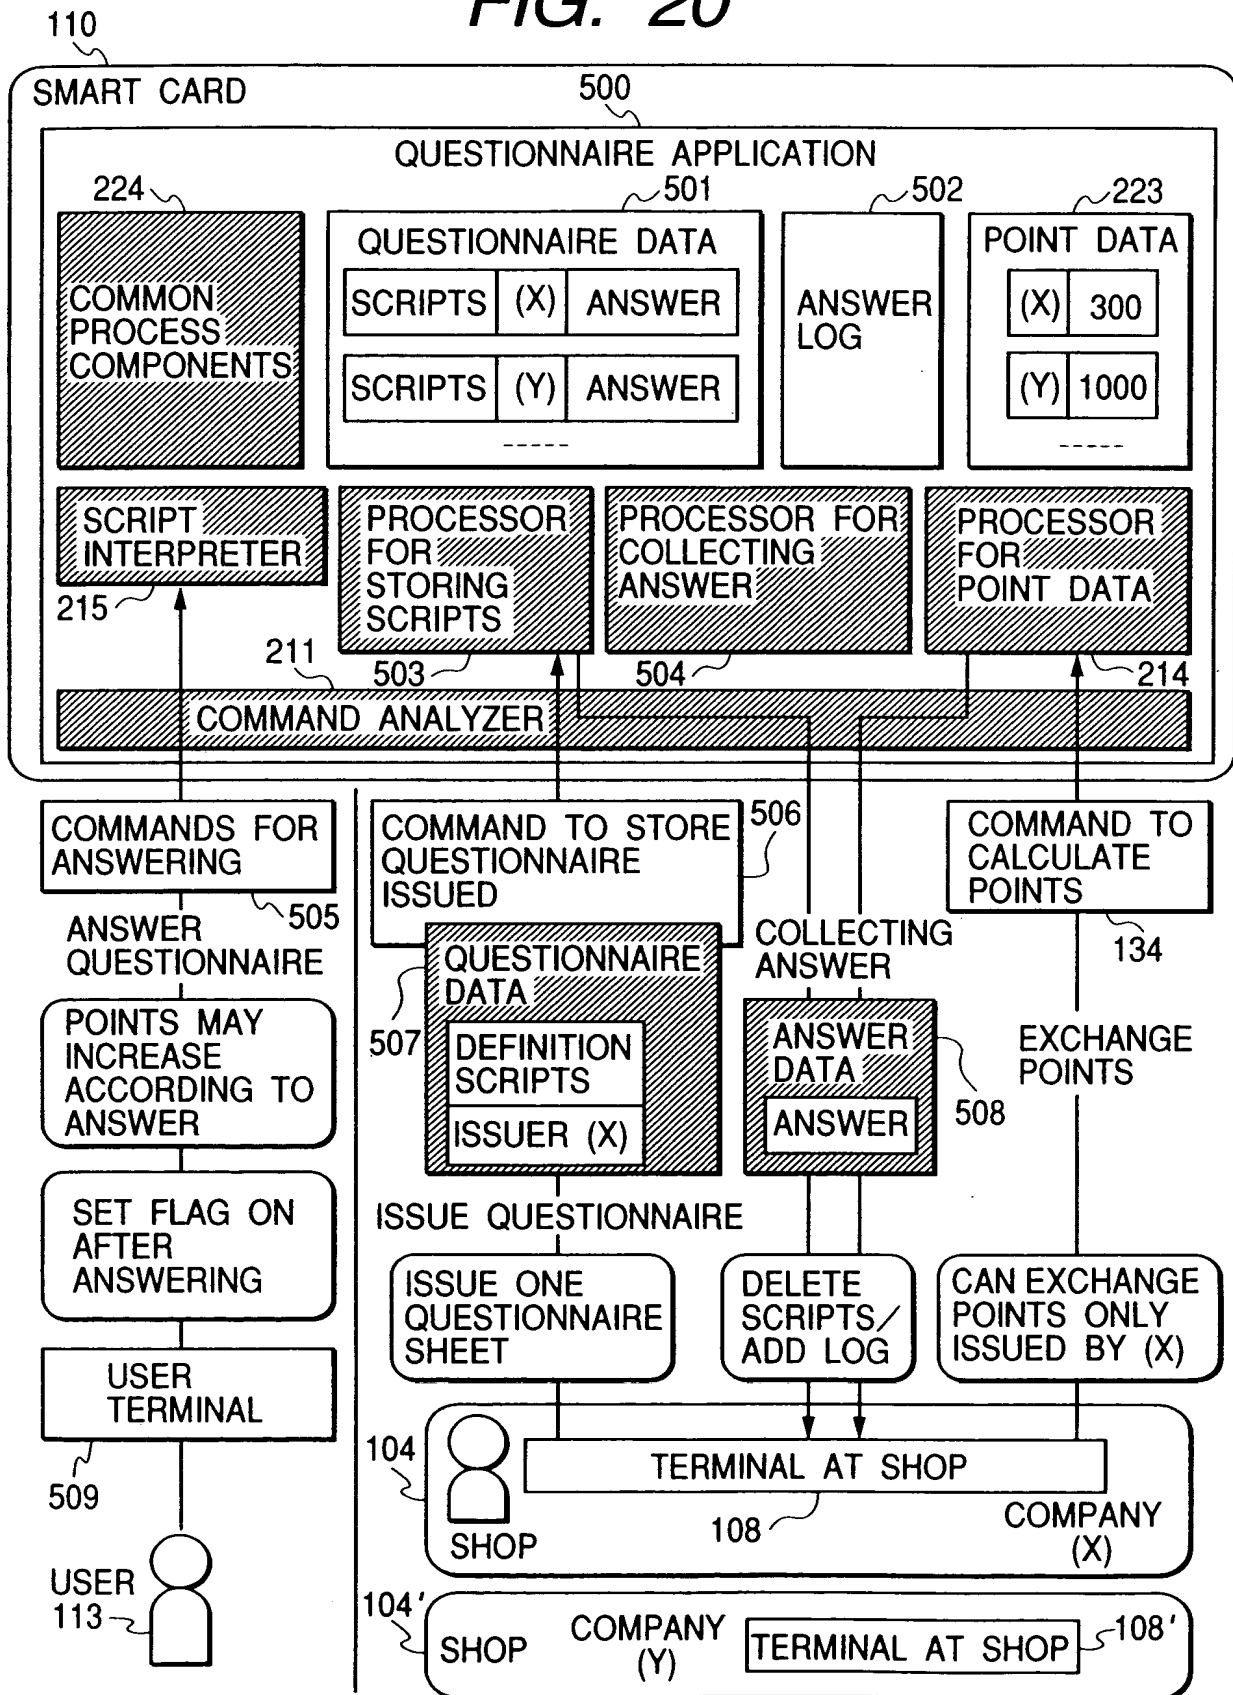 FIG. 20
110
SMART CARD
500
QUESTIONNAIRE APPLICATION
224
501
502
223
COMMON
PROCESS
COMPONENTS
QUESTIONNAIRE DATA
SCRIPTS (X) ANSWER
SCRIPTS (Y) ANSWER
-----
ANSWER
LOG
POINT DATA
(X) 300
(Y) 1000
-----
SCRIPT
INTERPRETER
215
PROCESSOR
FOR
STORING
SCRIPTS
503
PROCESSOR FOR
COLLECTING
ANSWER
504
PROCESSOR
FOR
POINT DATA
214
211
COMMAND ANALYZER
COMMANDS FOR
ANSWERING
505
ANSWER
QUESTIONNAIRE
POINTS MAY
INCREASE
ACCORDING TO
ANSWER
SET FLAG ON
AFTER
ANSWERING
USER
TERMINAL
509
USER
113
COMMAND TO STORE
QUESTIONNAIRE
ISSUED
506
QUESTIONNAIRE
DATA
507
DEFINITION
SCRIPTS
ISSUER (X)
ISSUE QUESTIONNAIRE
ISSUE ONE
QUESTIONNAIRE
SHEET
COLLECTING
ANSWER
ANSWER
DATA
ANSWER
508
DELETE
SCRIPTS/
ADD LOG
COMMAND TO
CALCULATE
POINTS
134
EXCHANGE
POINTS
CAN EXCHANGE
POINTS ONLY
ISSUED BY (X)
104
TERMINAL AT SHOP
108
SHOP
COMPANY
(X)
104'
SHOP
COMPANY
(Y)
TERMINAL AT SHOP
108'